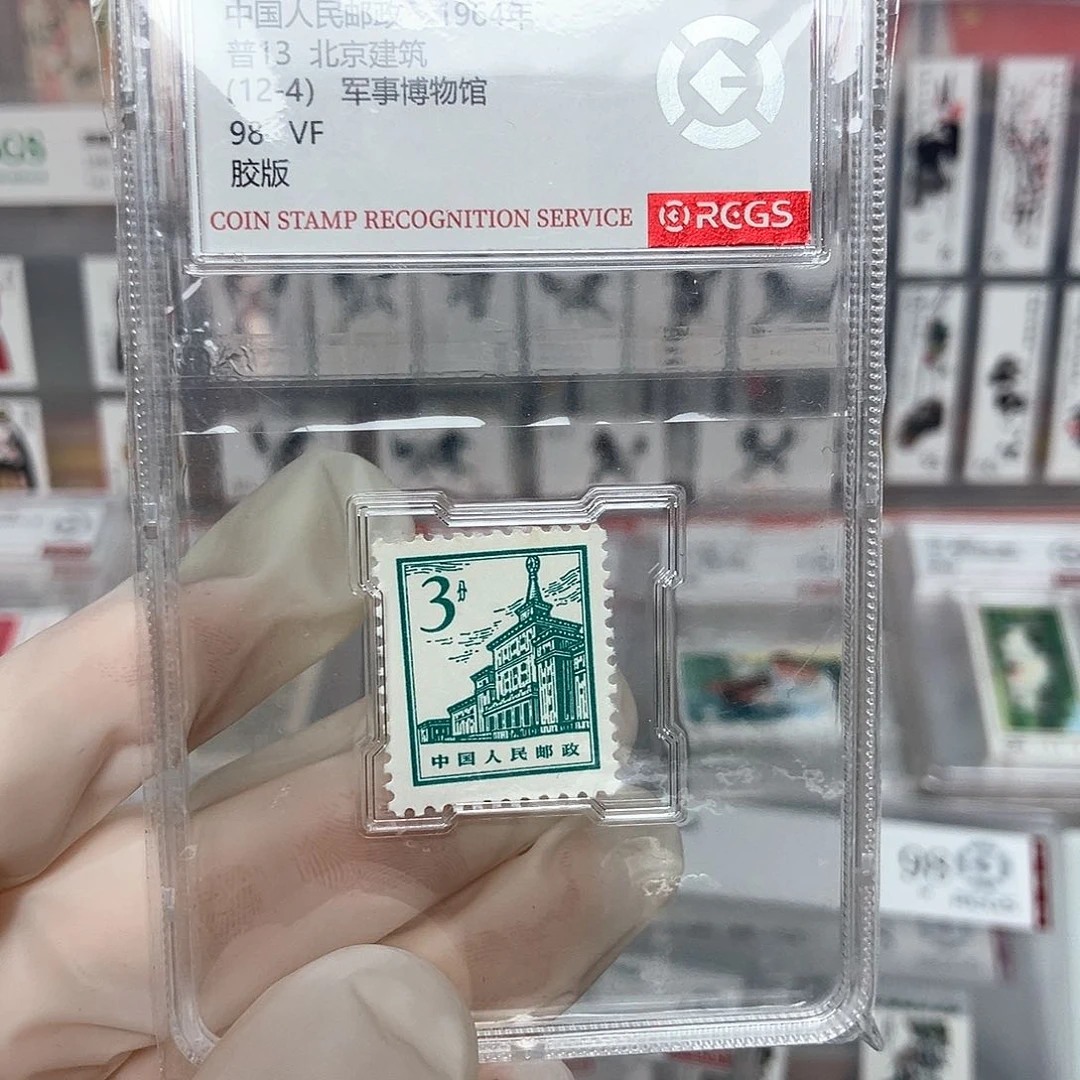 中国人民邮政 1964年
普13 北京建筑
(12-4) 军事博物馆
98 VF
胶版
COIN STAMP RECOGNITION SERVICE RCGS
3分
中国人民邮政
98